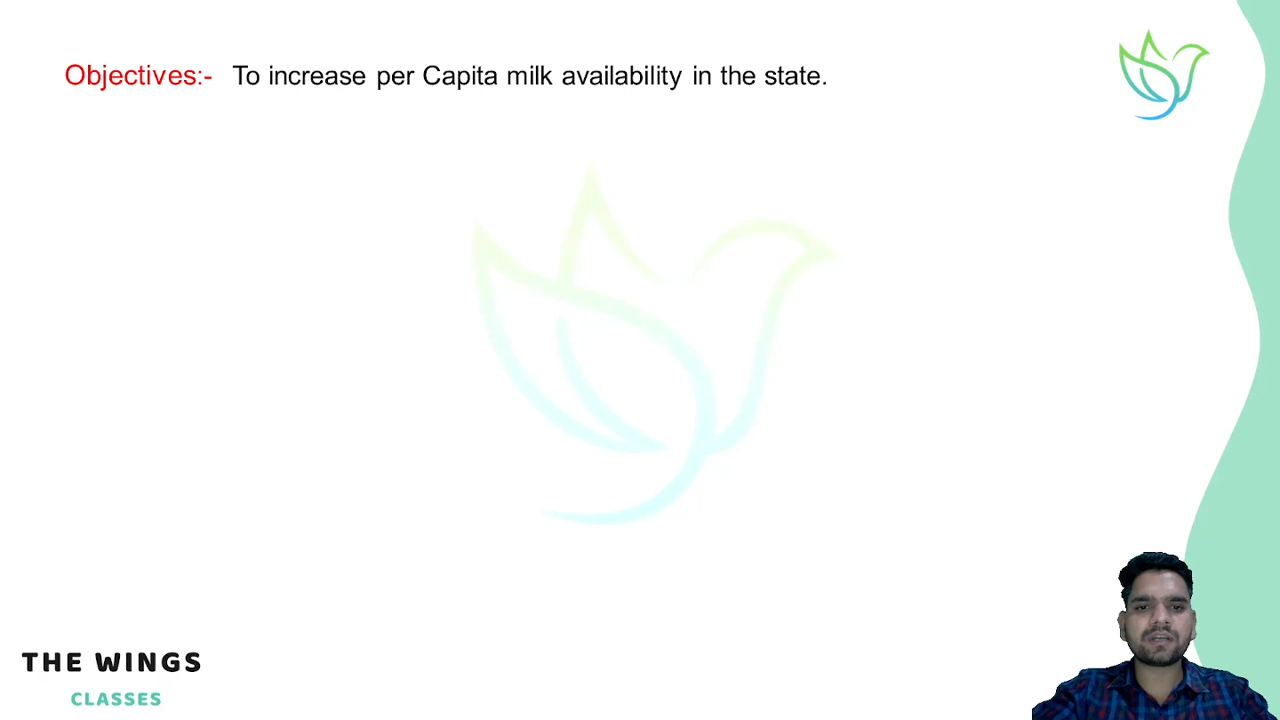 Objectives:- To increase per Capita milk availability in the state.
THE WINGS
CLASSES